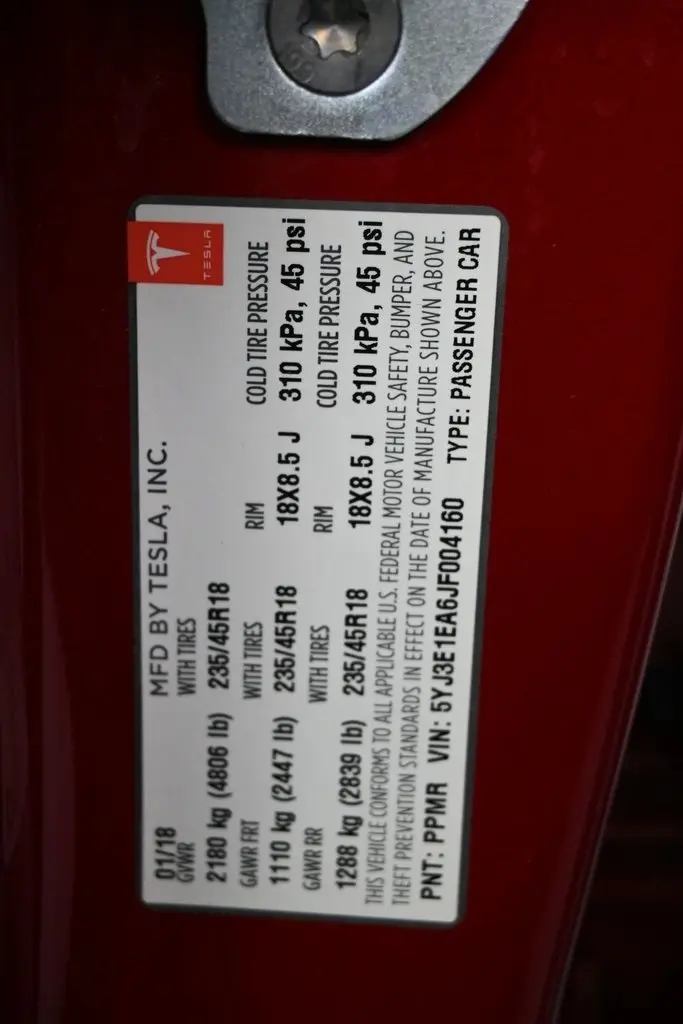 TESLA
01/18 MFD BY TESLA, INC.
GVWR WITH TIRES
2180 kg (4806 lb) 235/45R18
GAWR FRT WITH TIRES RIM COLD TIRE PRESSURE
1110 kg (2447 lb) 235/45R18 18X8.5 J 310 kPa, 45 psi
GAWR RR WITH TIRES RIM COLD TIRE PRESSURE
1288 kg (2839 lb) 235/45R18 18X8.5 J 310 kPa, 45 psi
THIS VEHICLE CONFORMS TO ALL APPLICABLE U.S. FEDERAL MOTOR VEHICLE SAFETY, BUMPER, AND
THEFT PREVENTION STANDARDS IN EFFECT ON THE DATE OF MANUFACTURE SHOWN ABOVE.
PNT: PPMR VIN: 5YJ3E1EA6JF004160 TYPE: PASSENGER CAR